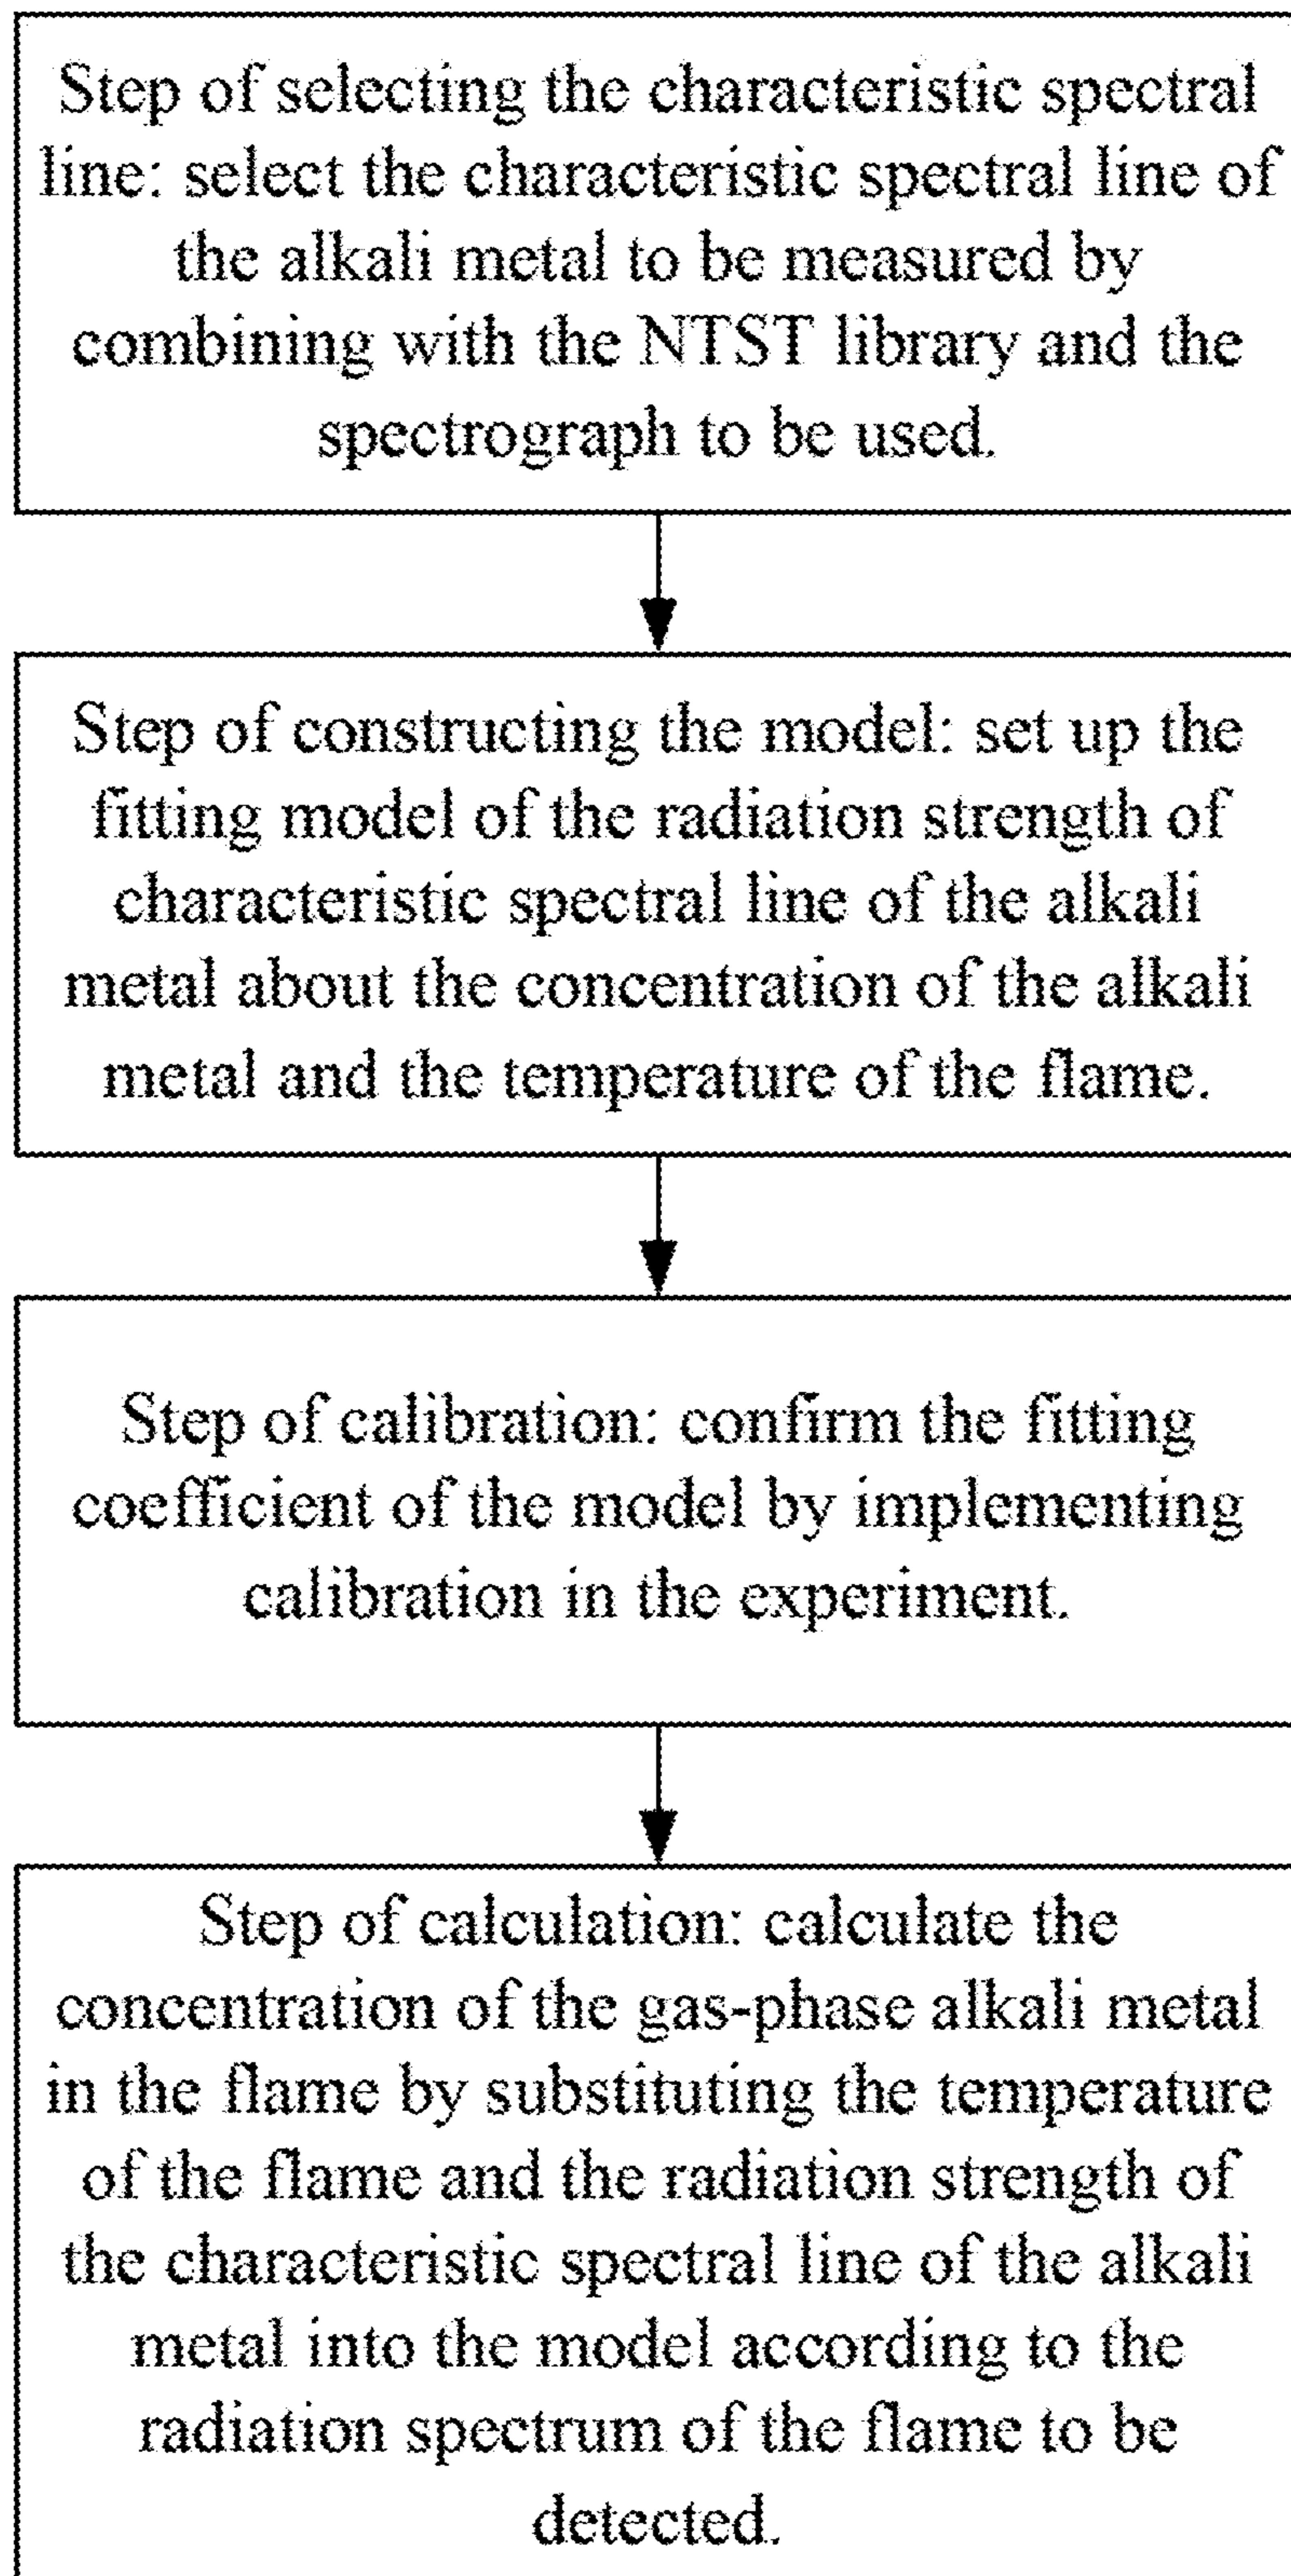 Step of selecting the characteristic spectral
line: select the characteristic spectral line of
the alkali metal to be measured by
combining with the NTST library and the
spectrograph to be used.
Step of constructing the model: set up the
fitting model of the radiation strength of
characteristic spectral line of the alkali
metal about the concentration of the alkali
metal and the temperature of the flame.
Step of calibration: confirm the fitting
coefficient of the model by implementing
calibration in the experiment.
Step of calculation: calculate the
concentration of the gas-phase alkali metal
in the flame by substituting the temperature
of the flame and the radiation strength of
the characteristic spectral line of the alkali
metal into the model according to the
radiation spectrum of the flame to be
detected.